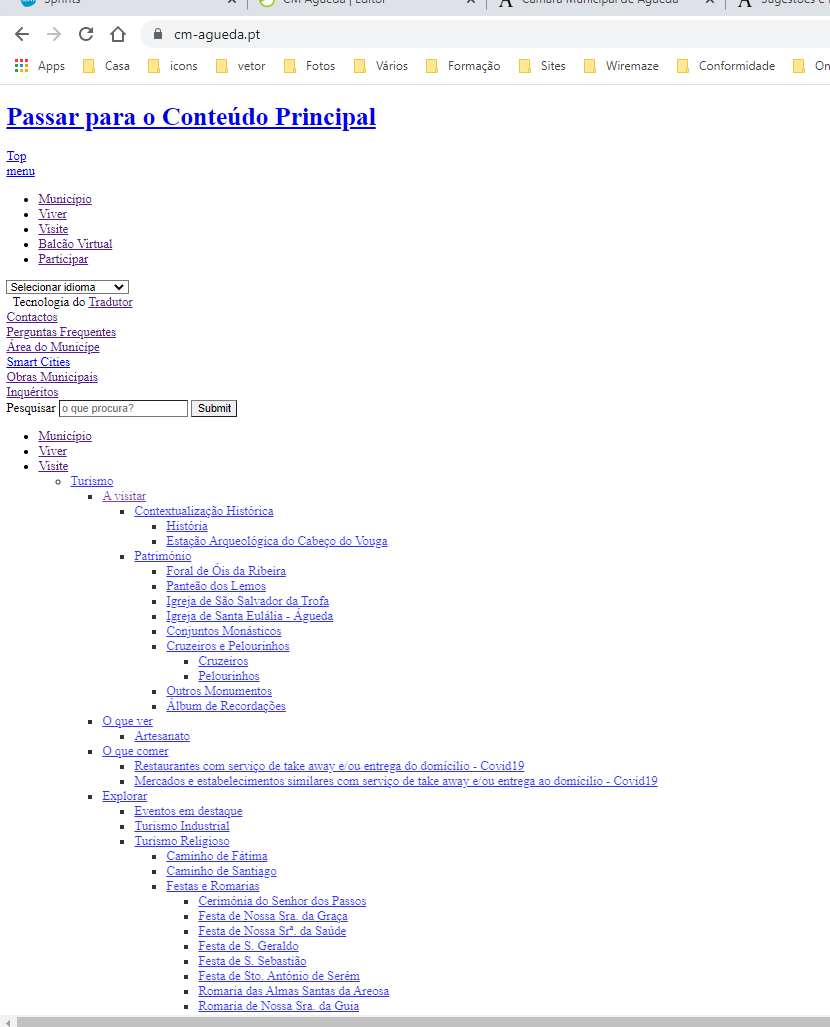 Sprints
CM Águeda | Editor
Câmara Municipal de Águeda
Sugestões e
cm-agueda.pt
Apps Casa icons vetor Fotos Vários Formação Sites Wiremaze Conformidade On
Passar para o Conteúdo Principal
Top
menu
Município
Viver
Visite
Balcão Virtual
Participar
Selecionar idioma
Tecnologia do Tradutor
Contactos
Perguntas Frequentes
Área do Munícipe
Smart Cities
Obras Municipais
Inquéritos
Pesquisar o que procura? Submit
Município
Viver
Visite
Turismo
A visitar
Contextualização Histórica
História
Estação Arqueológica do Cabeço do Vouga
Património
Foral de Óis da Ribeira
Panteão dos Lemos
Igreja de São Salvador da Trofa
Igreja de Santa Eulália - Águeda
Conjuntos Monásticos
Cruzeiros e Pelourinhos
Cruzeiros
Pelourinhos
Outros Monumentos
Álbum de Recordações
O que ver
Artesanato
O que comer
Restaurantes com serviço de take away e/ou entrega do domícilio - Covid19
Mercados e estabelecimentos similares com serviço de take away e/ou entrega ao domícilio - Covid19
Explorar
Eventos em destaque
Turismo Industrial
Turismo Religioso
Caminho de Fátima
Caminho de Santiago
Festas e Romarias
Cerimónia do Senhor dos Passos
Festa de Nossa Sra. da Graça
Festa de Nossa Srª. da Saúde
Festa de S. Geraldo
Festa de S. Sebastião
Festa de Sto. António de Serém
Romaria das Almas Santas da Areosa
Romaria de Nossa Sra. da Guia